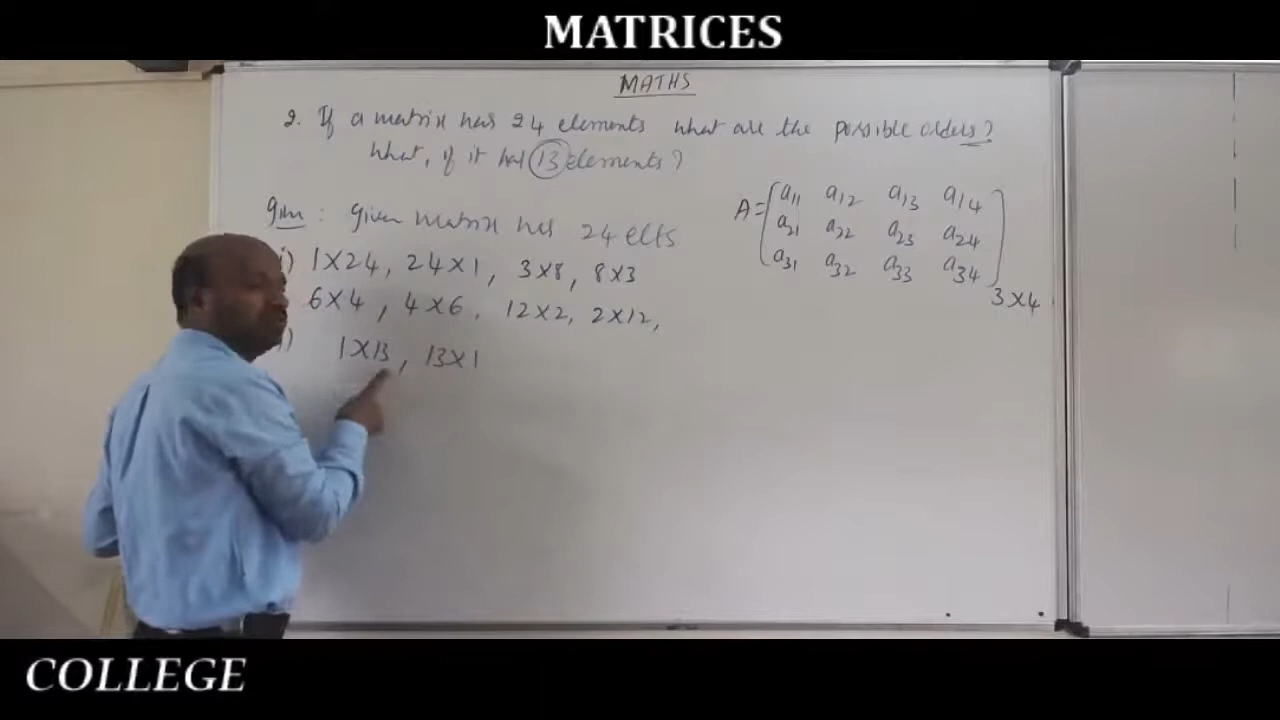 MATRICES
MATHS
2. If a matrix has 24 elements what are the possible orders?
What, if it has 13 elements?
Given matrix has 24 elts
i) 1×24, 24×1, 3×8, 8×3
6×4, 4×6, 12×2, 2×12,
) 1×13, 13×1
A = [ a11 a12 a13 a14
a21 a22 a23 a24
a31 a32 a33 a34 ] 3×4
COLLEGE